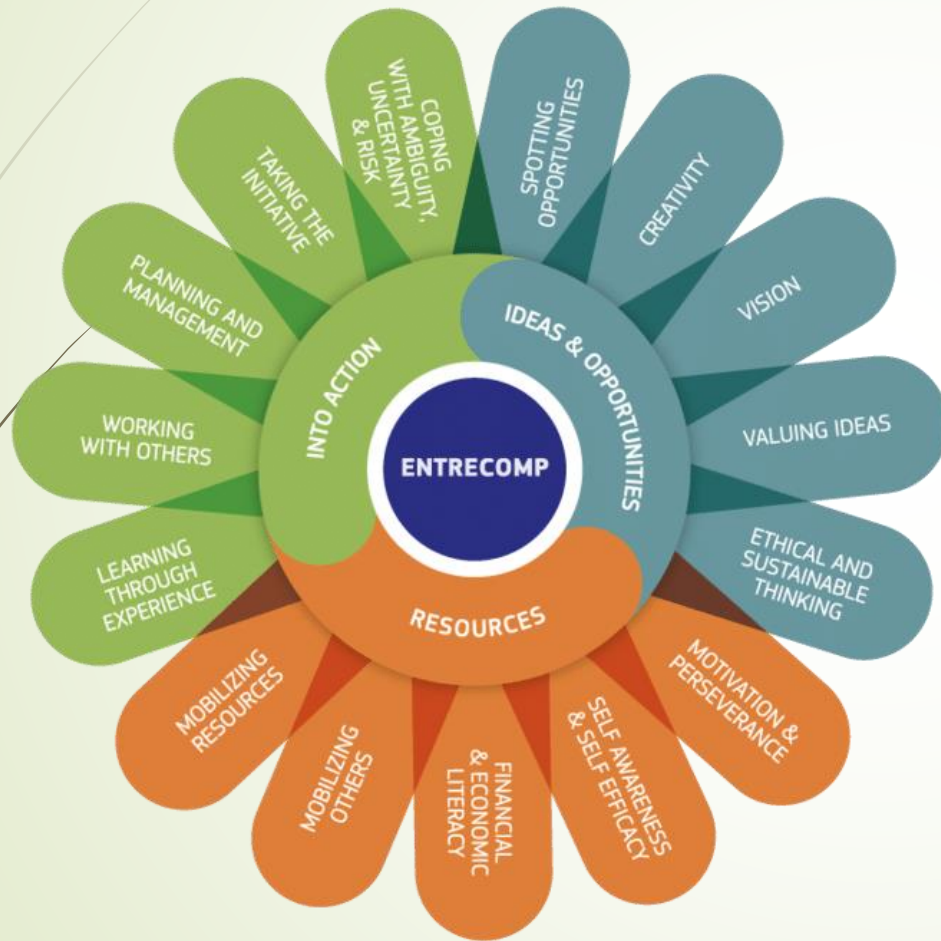 ENTRECOMP
IDEAS & OPPORTUNITIES
SPOTTING
OPPORTUNITIES
CREATIVITY
VISION
VALUING IDEAS
ETHICAL AND
SUSTAINABLE
THINKING
RESOURCES
MOTIVATION &
PERSEVERANCE
SELF AWARENESS
& SELF EFFICACY
FINANCIAL
& ECONOMIC
LITERACY
MOBILIZING
OTHERS
MOBILIZING
RESOURCES
INTO ACTION
LEARNING
THROUGH
EXPERIENCE
WORKING
WITH OTHERS
PLANNING AND
MANAGEMENT
TAKING THE
INITIATIVE
COPING
WITH AMBIGUITY,
UNCERTAINTY
& RISK